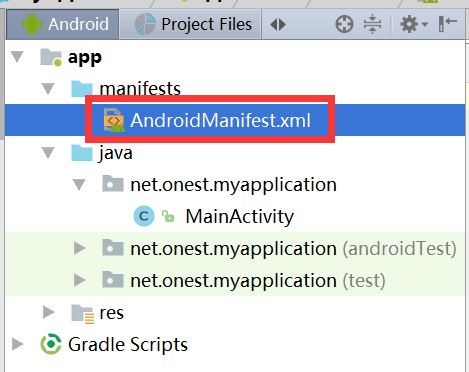 Android Project Files
app
manifests
AndroidManifest.xml
java
net.onest.myapplication
C MainActivity
net.onest.myapplication (androidTest)
net.onest.myapplication (test)
res
Gradle Scripts